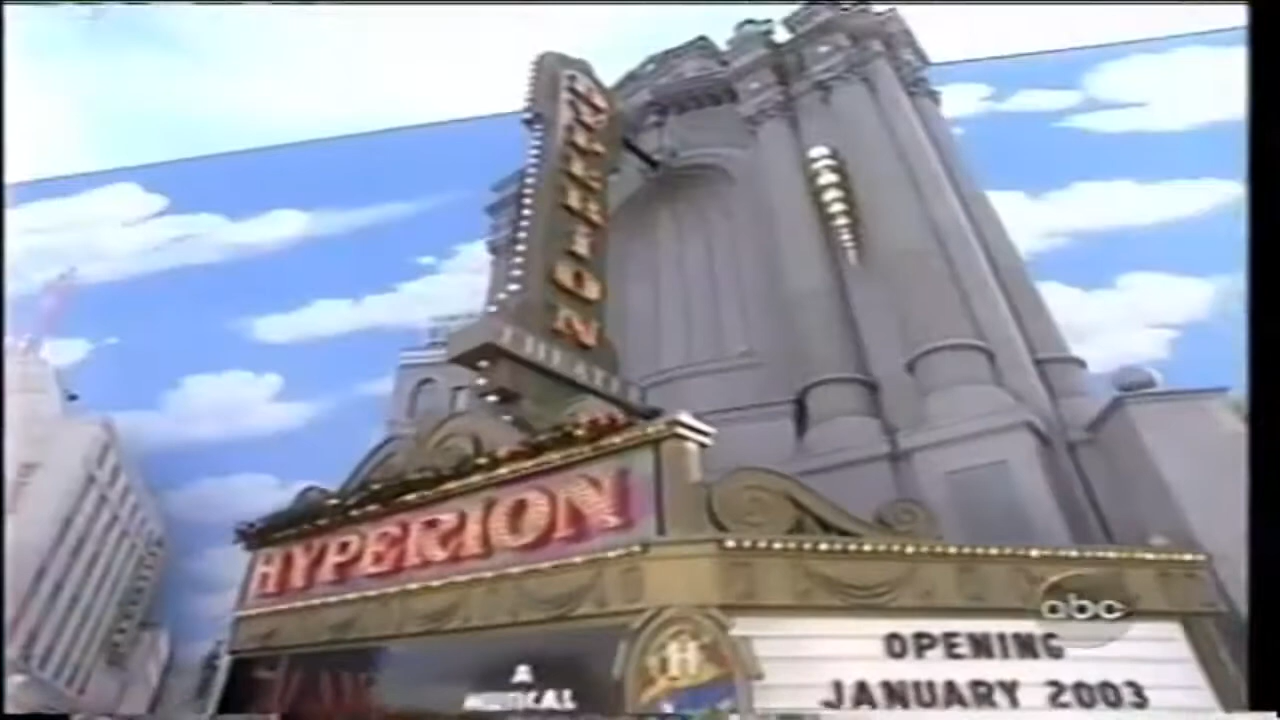 HYPERION
THEATER
HYPERION
abc
OPENING
JANUARY 2003
A
MUSICAL
H